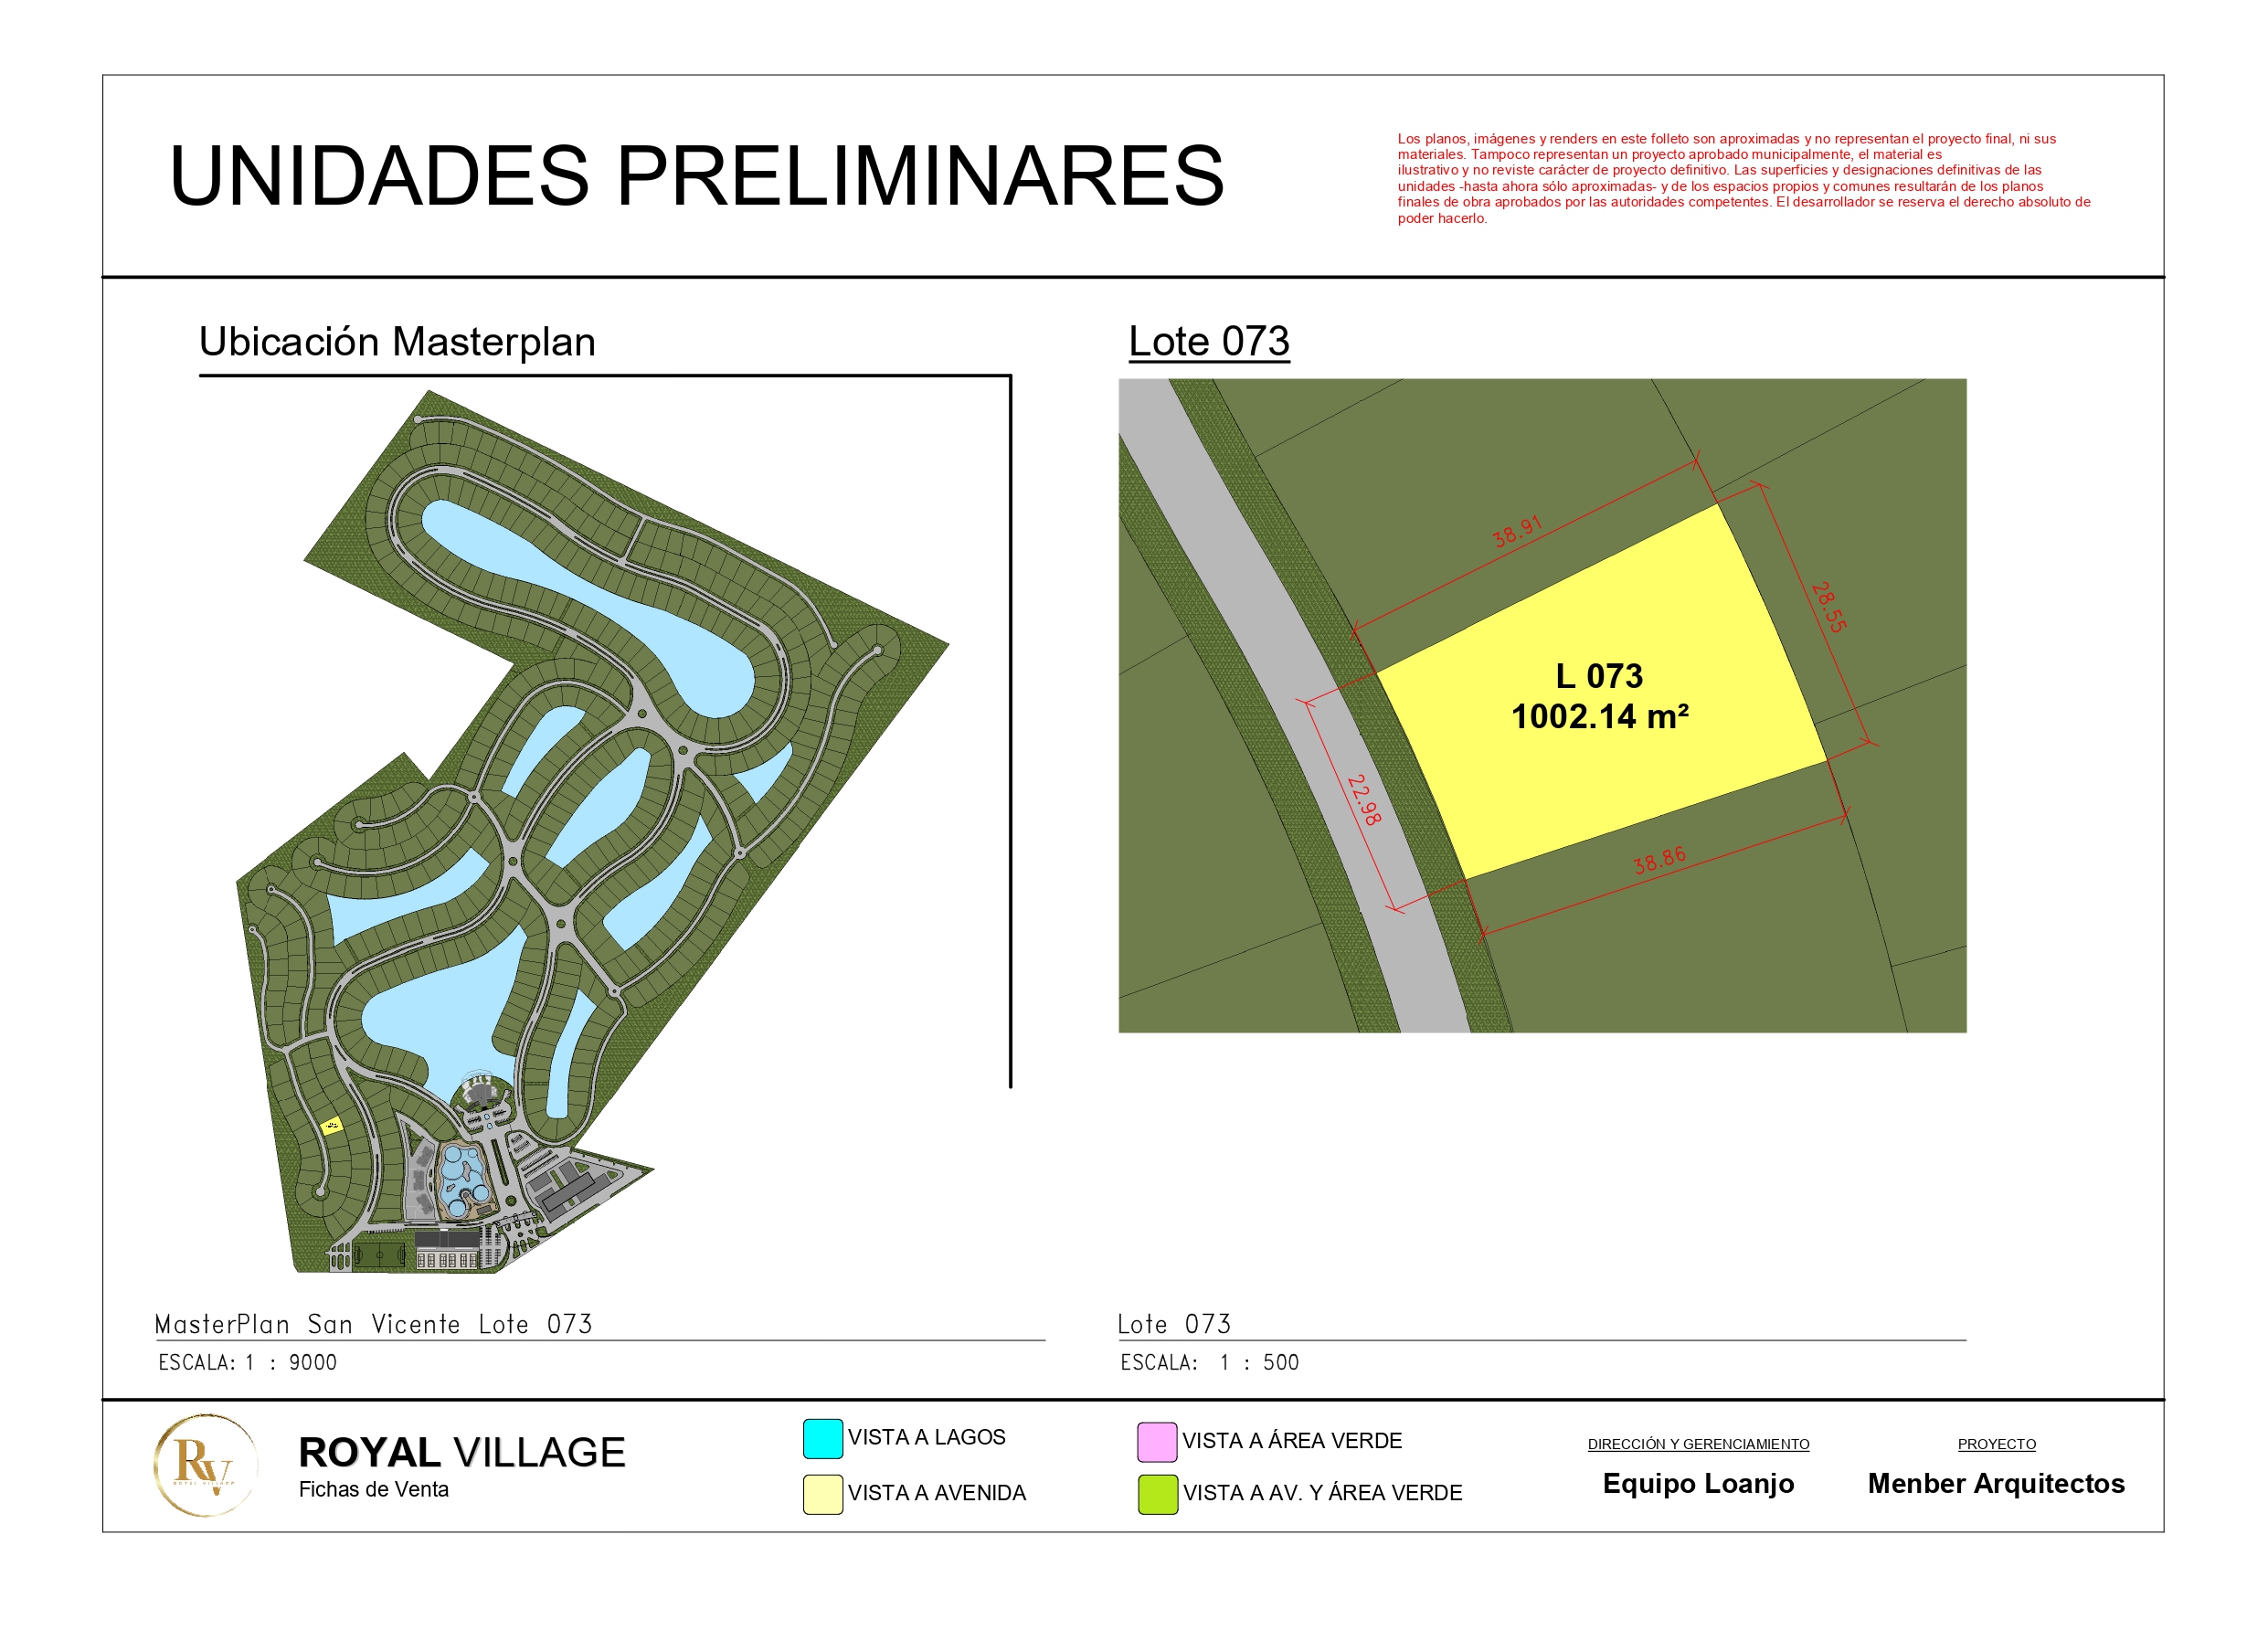 UNIDADES PRELIMINARES
Los planos, imágenes y renders en este folleto son aproximadas y no representan el proyecto final, ni sus
materiales. Tampoco representan un proyecto aprobado municipalmente, el material es
ilustrativo y no reviste carácter de proyecto definitivo. Las superficies y designaciones definitivas de las
unidades -hasta ahora sólo aproximadas- y de los espacios propios y comunes resultarán de los planos
finales de obra aprobados por las autoridades competentes. El desarrollador se reserva el derecho absoluto de
poder hacerlo.
Ubicación Masterplan
Lote 073
38.91
28.55
L 073
1002.14 m²
22.98
38.86
MasterPlan San Vicente Lote 073
ESCALA: 1 : 9000
Lote 073
ESCALA: 1 : 500
RV
ROYAL VILLAGE
ROYAL VILLAGE
Fichas de Venta
VISTA A LAGOS
VISTA A AVENIDA
VISTA A ÁREA VERDE
VISTA A AV. Y ÁREA VERDE
DIRECCIÓN Y GERENCIAMIENTO
Equipo Loanjo
PROYECTO
Menber Arquitectos